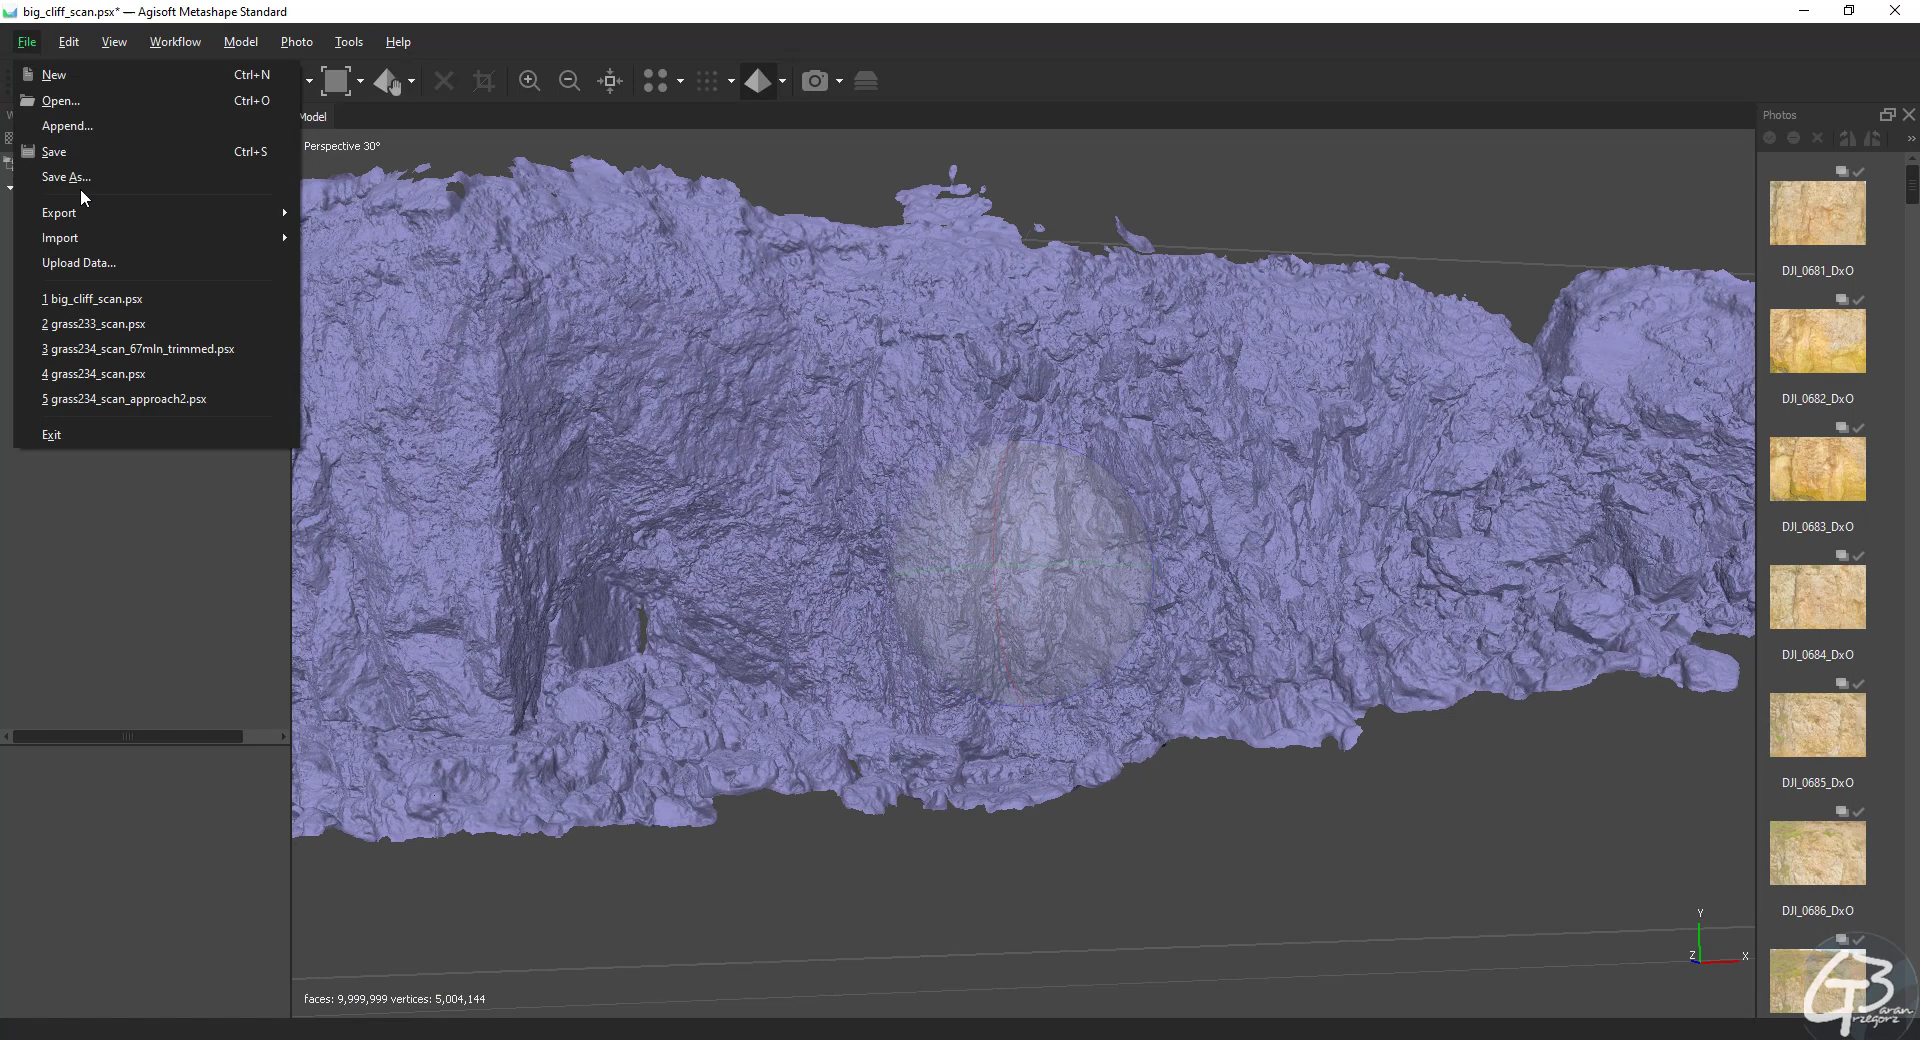 big_cliff_scan.psx* — Agisoft Metashape Standard
File Edit View Workflow Model Photo Tools Help
New Ctrl+N
Open... Ctrl+O
Append...
Save Ctrl+S
Save As...
Export
Import
Upload Data...
1 big_cliff_scan.psx
2 grass233_scan.psx
3 grass234_scan_67mln_trimmed.psx
4 grass234_scan.psx
5 grass234_scan_approach2.psx
Exit
Model
Perspective 30°
faces: 9,999,999 vertices: 5,004,144
Y
Z
X
Photos
DJI_0681_DxO
DJI_0682_DxO
DJI_0683_DxO
DJI_0684_DxO
DJI_0685_DxO
DJI_0686_DxO
GB
aran
rzegorz